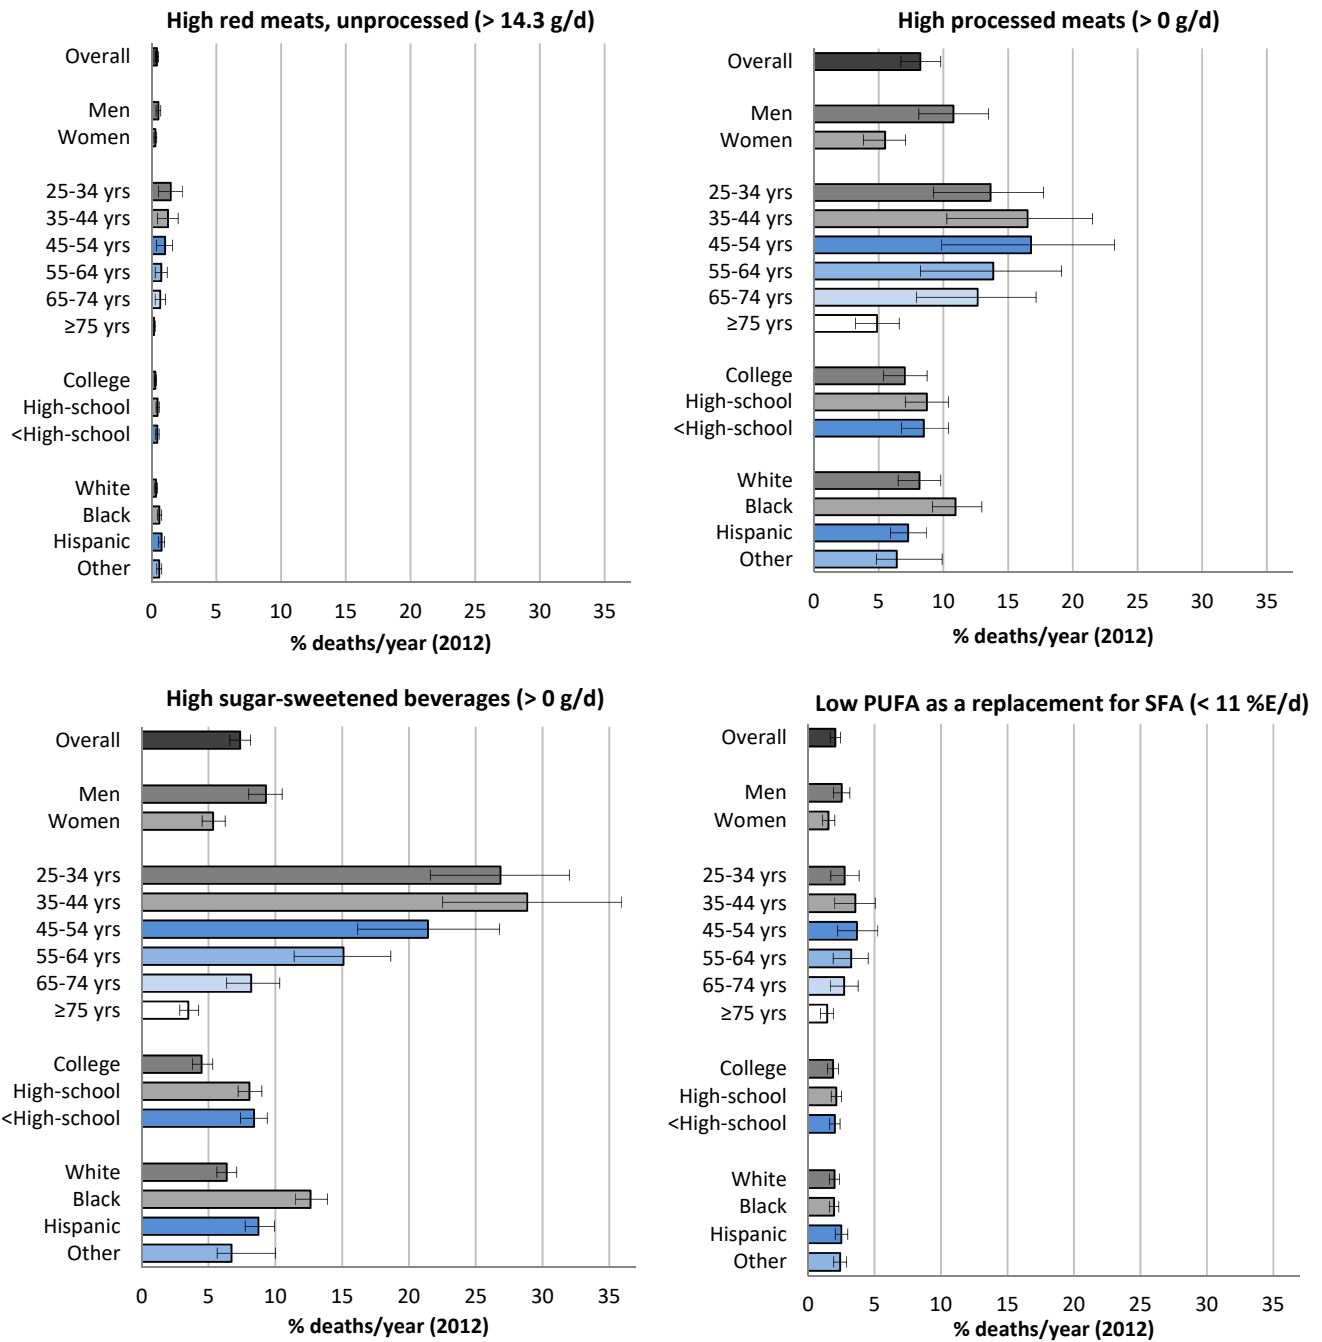 High red meats, unprocessed (> 14.3 g/d)
Overall
Men
Women
25-34 yrs
35-44 yrs
45-54 yrs
55-64 yrs
65-74 yrs
≥75 yrs
College
High-school
<High-school
White
Black
Hispanic
Other
0 5 10 15 20 25 30 35
% deaths/year (2012)
High processed meats (> 0 g/d)
Overall
Men
Women
25-34 yrs
35-44 yrs
45-54 yrs
55-64 yrs
65-74 yrs
≥75 yrs
College
High-school
<High-school
White
Black
Hispanic
Other
0 5 10 15 20 25 30 35
% deaths/year (2012)
High sugar-sweetened beverages (> 0 g/d)
Overall
Men
Women
25-34 yrs
35-44 yrs
45-54 yrs
55-64 yrs
65-74 yrs
≥75 yrs
College
High-school
<High-school
White
Black
Hispanic
Other
0 5 10 15 20 25 30 35
% deaths/year (2012)
Low PUFA as a replacement for SFA (< 11 %E/d)
Overall
Men
Women
25-34 yrs
35-44 yrs
45-54 yrs
55-64 yrs
65-74 yrs
≥75 yrs
College
High-school
<High-school
White
Black
Hispanic
Other
0 5 10 15 20 25 30 35
% deaths/year (2012)